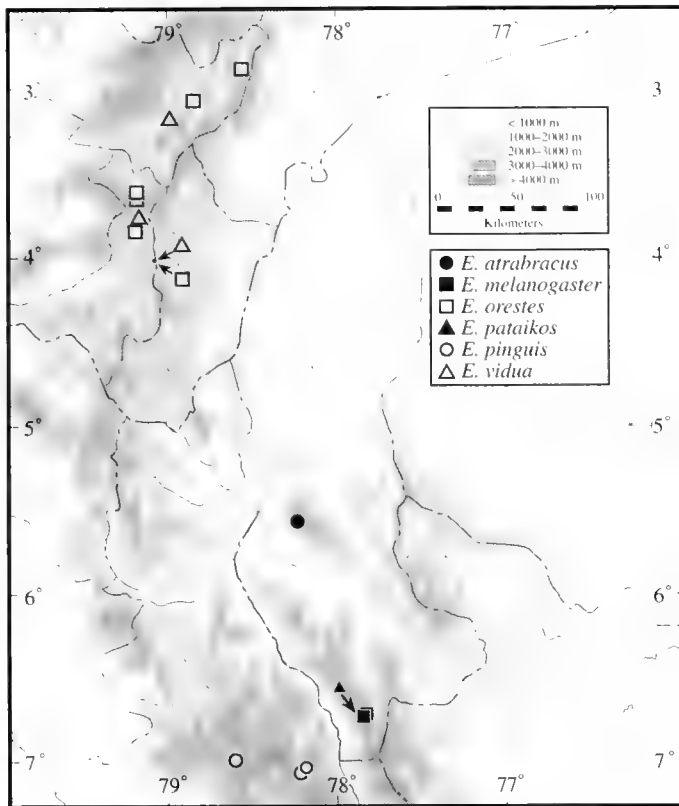 79° 78° 77°
3 3
< 1000 m
1000–2000 m
2000–3000 m
3000–4000 m
> 4000 m
0 50 100
Kilometers
4° 4°
E. atrabracus
E. melanogaster
E. orestes
E. pataikos
E. pinguis
E. vidua
5° 5°
6° 6°
7° 7°
79° 78° 77°